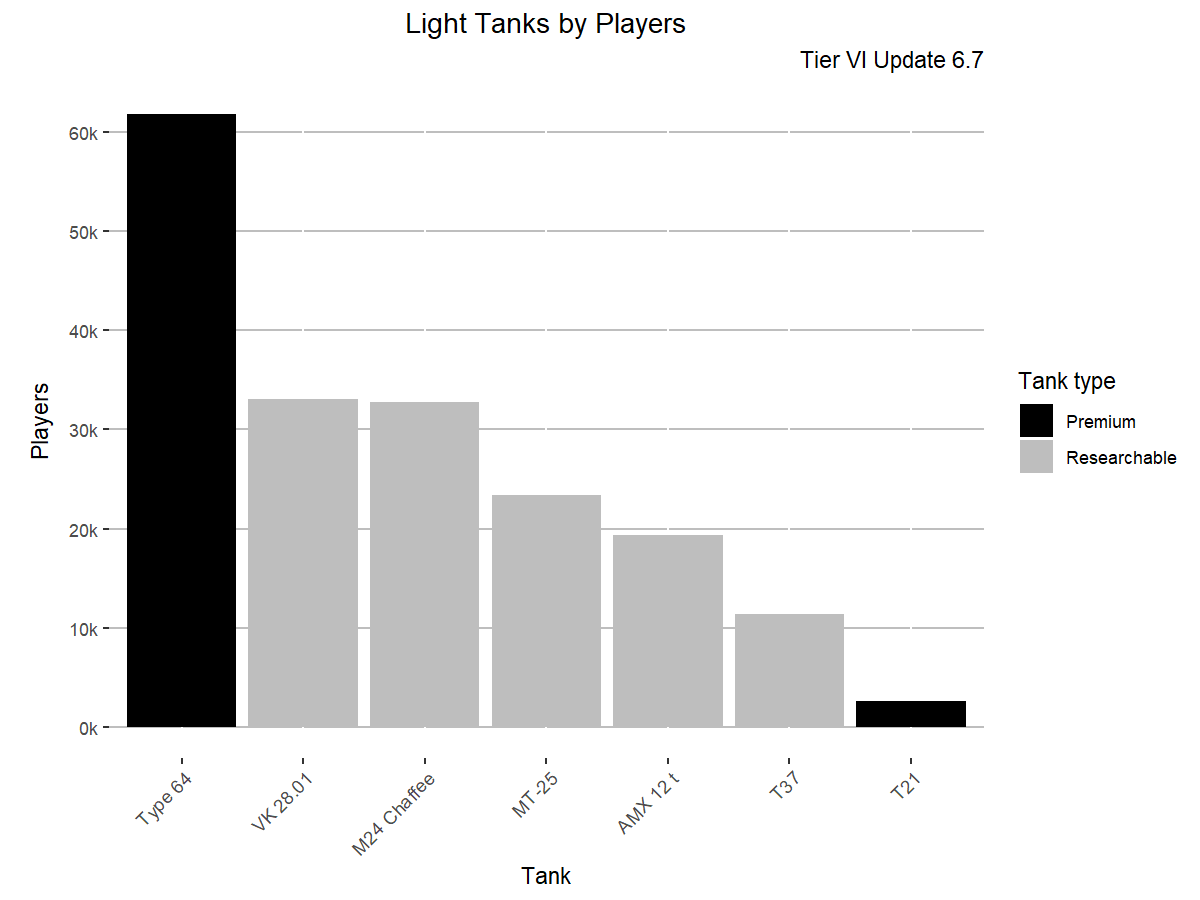 Light Tanks by Players
Tier VI Update 6.7
60k
50k
40k
30k
20k
10k
0k
Players
Type 64
VK 28.01
M24 Chaffee
MT-25
AMX 12 t
T37
T21
Tank
Tank type
Premium
Researchable